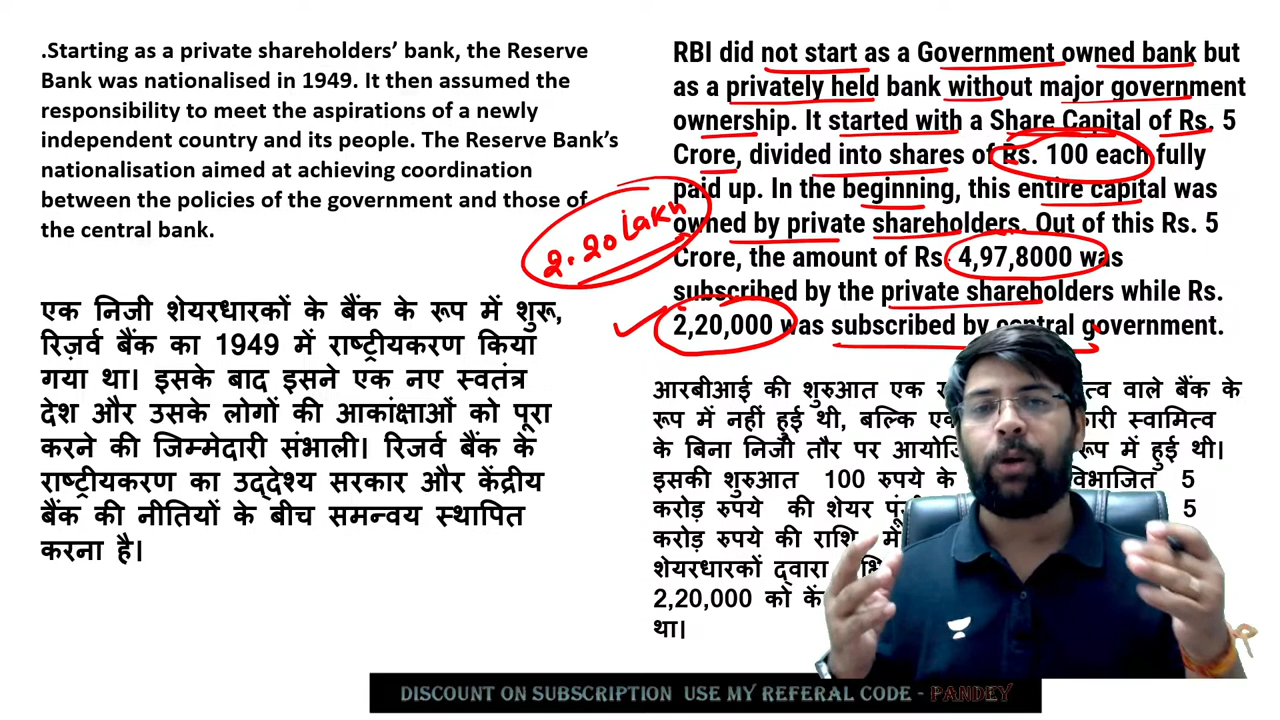 .Starting as a private shareholders’ bank, the Reserve
Bank was nationalised in 1949. It then assumed the
responsibility to meet the aspirations of a newly
independent country and its people. The Reserve Bank’s
nationalisation aimed at achieving coordination
between the policies of the government and those of
the central bank.
एक निजी शेयरधारकों के बैंक के रूप में शुरू,
रिज़र्व बैंक का 1949 में राष्ट्रीयकरण किया
गया था। इसके बाद इसने एक नए स्वतंत्र
देश और उसके लोगों की आकांक्षाओं को पूरा
करने की जिम्मेदारी संभाली। रिजर्व बैंक के
राष्ट्रीयकरण का उद्देश्य सरकार और केंद्रीय
बैंक की नीतियों के बीच समन्वय स्थापित
करना है।
2.20 Lakh
RBI did not start as a Government owned bank but
as a privately held bank without major government
ownership. It started with a Share Capital of Rs. 5
Crore, divided into shares of Rs. 100 each fully
paid up. In the beginning, this entire capital was
owned by private shareholders. Out of this Rs. 5
Crore, the amount of Rs. 4,97,8000 was
subscribed by the private shareholders while Rs.
2,20,000 was subscribed by central government.
आरबीआई की शुरुआत एक वाले बैंक के
रूप में नहीं हुई थी, बल्कि स्वामित्व
के बिना निजी तौर पर रूप में हुई थी।
इसकी शुरुआत 100 रुपये के विभाजित 5
करोड़ रुपये की शेयर 5
करोड़ रुपये की राशि में
शेयरधारकों द्वारा
2,20,000 को
था।
DISCOUNT ON SUBSCRIPTION USE MY REFERAL CODE - PANDEY